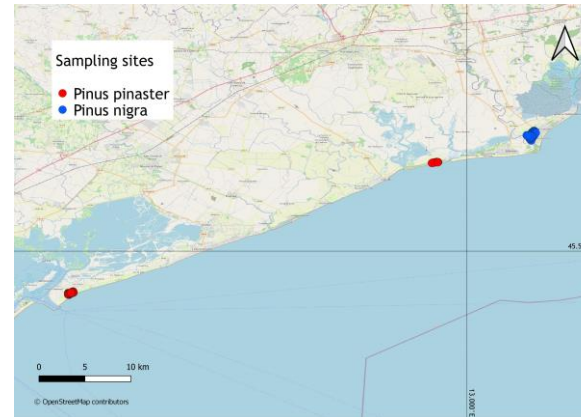 Sampling sites
Pinus pinaster
Pinus nigra
45.5
13.000°E
0 5 10 km
© OpenStreetMap contributors